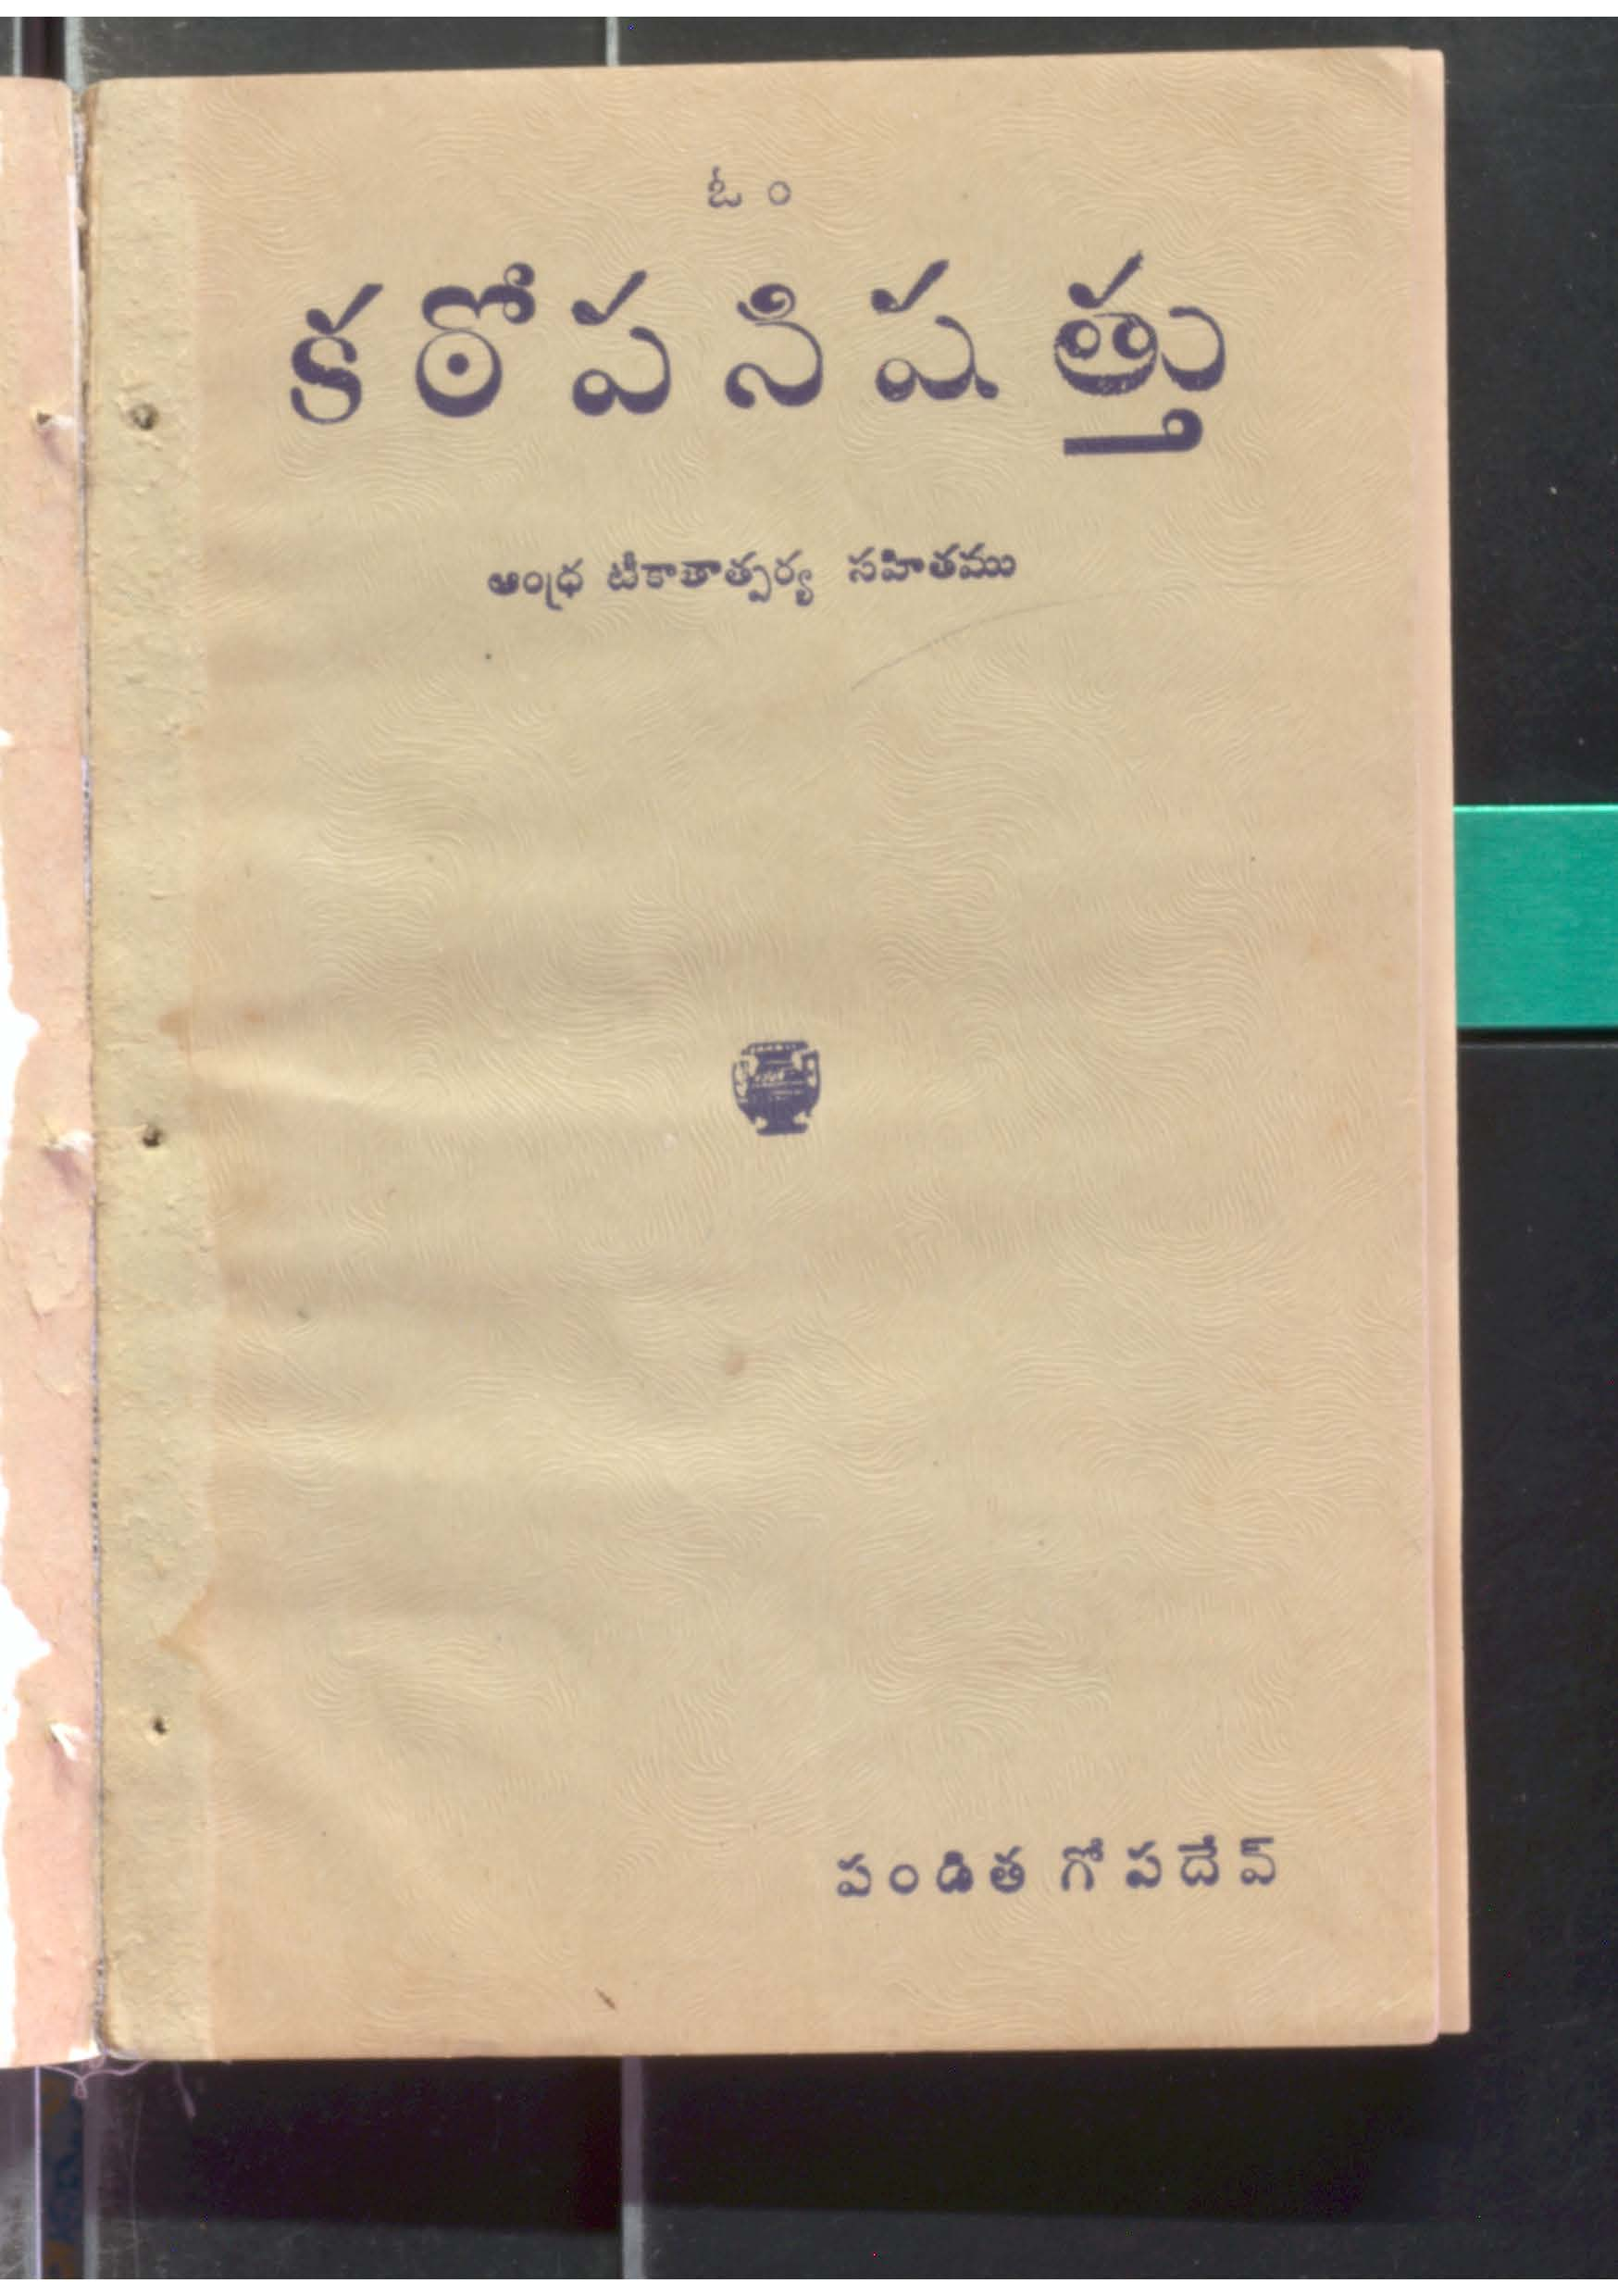 ఓం
కఠోపనిషత్తు
ఆంధ్ర టీకాతాత్పర్య సహితము
పండిత గోపదేవ్